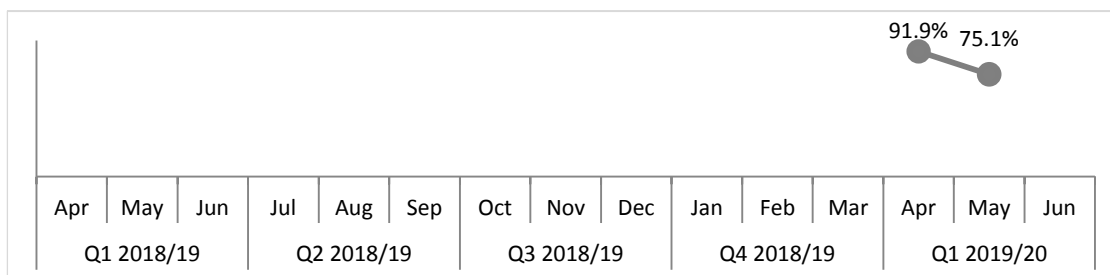 91.9%
75.1%
Apr May Jun Jul Aug Sep Oct Nov Dec Jan Feb Mar Apr May Jun
Q1 2018/19 Q2 2018/19 Q3 2018/19 Q4 2018/19 Q1 2019/20